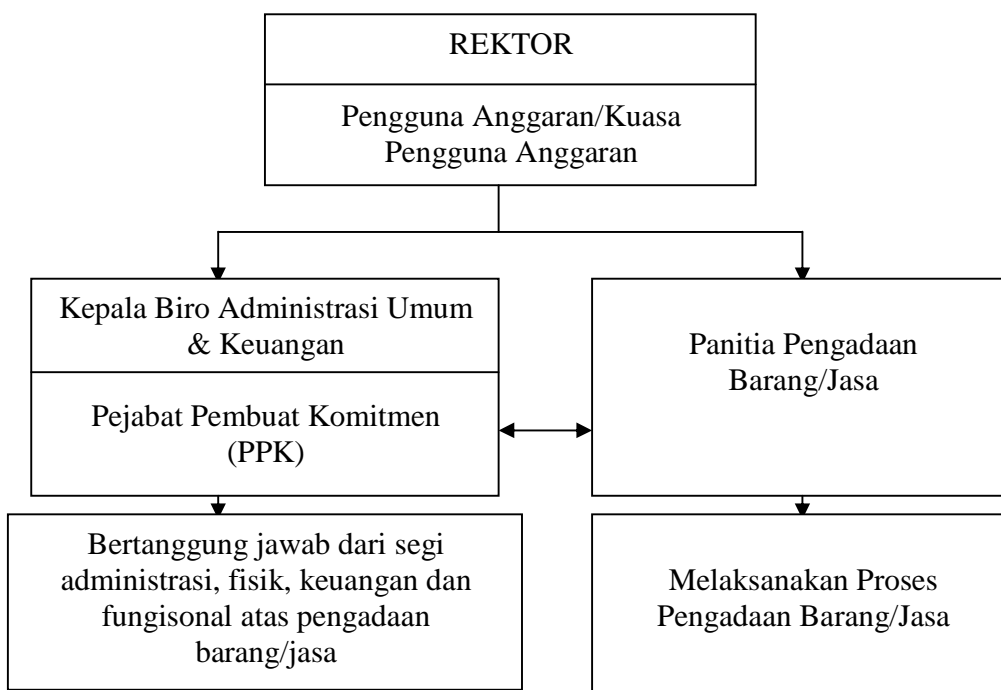 REKTOR
Pengguna Anggaran/Kuasa
Pengguna Anggaran
Kepala Biro Administrasi Umum
& Keuangan
Pejabat Pembuat Komitmen
(PPK)
Panitia Pengadaan
Barang/Jasa
Bertanggung jawab dari segi
administrasi, fisik, keuangan dan
fungisonal atas pengadaan
barang/jasa
Melaksanakan Proses
Pengadaan Barang/Jasa